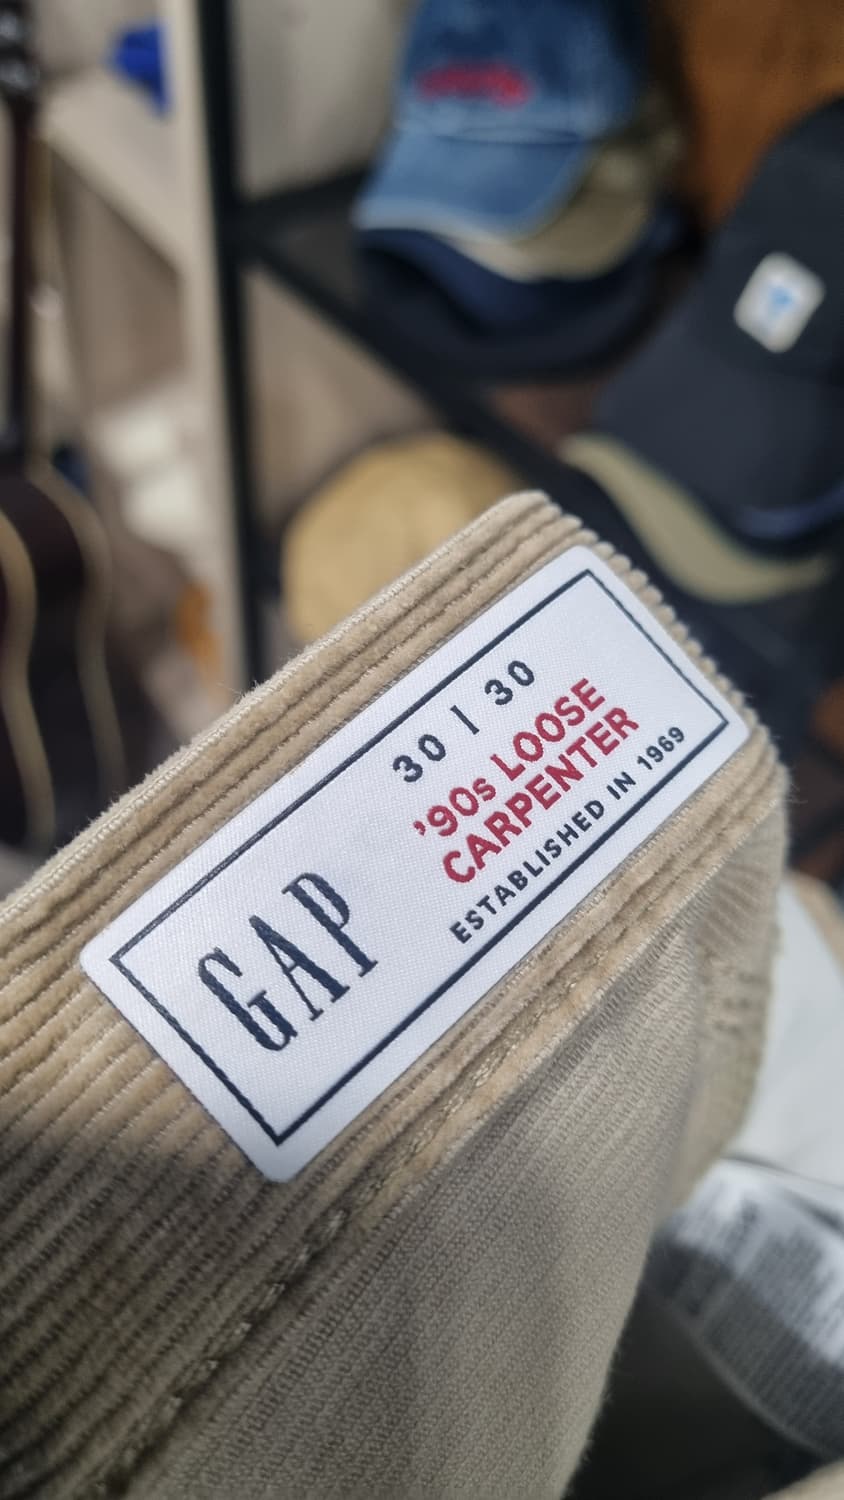 GAP
30 | 30
'90s LOOSE
CARPENTER
ESTABLISHED IN 1969